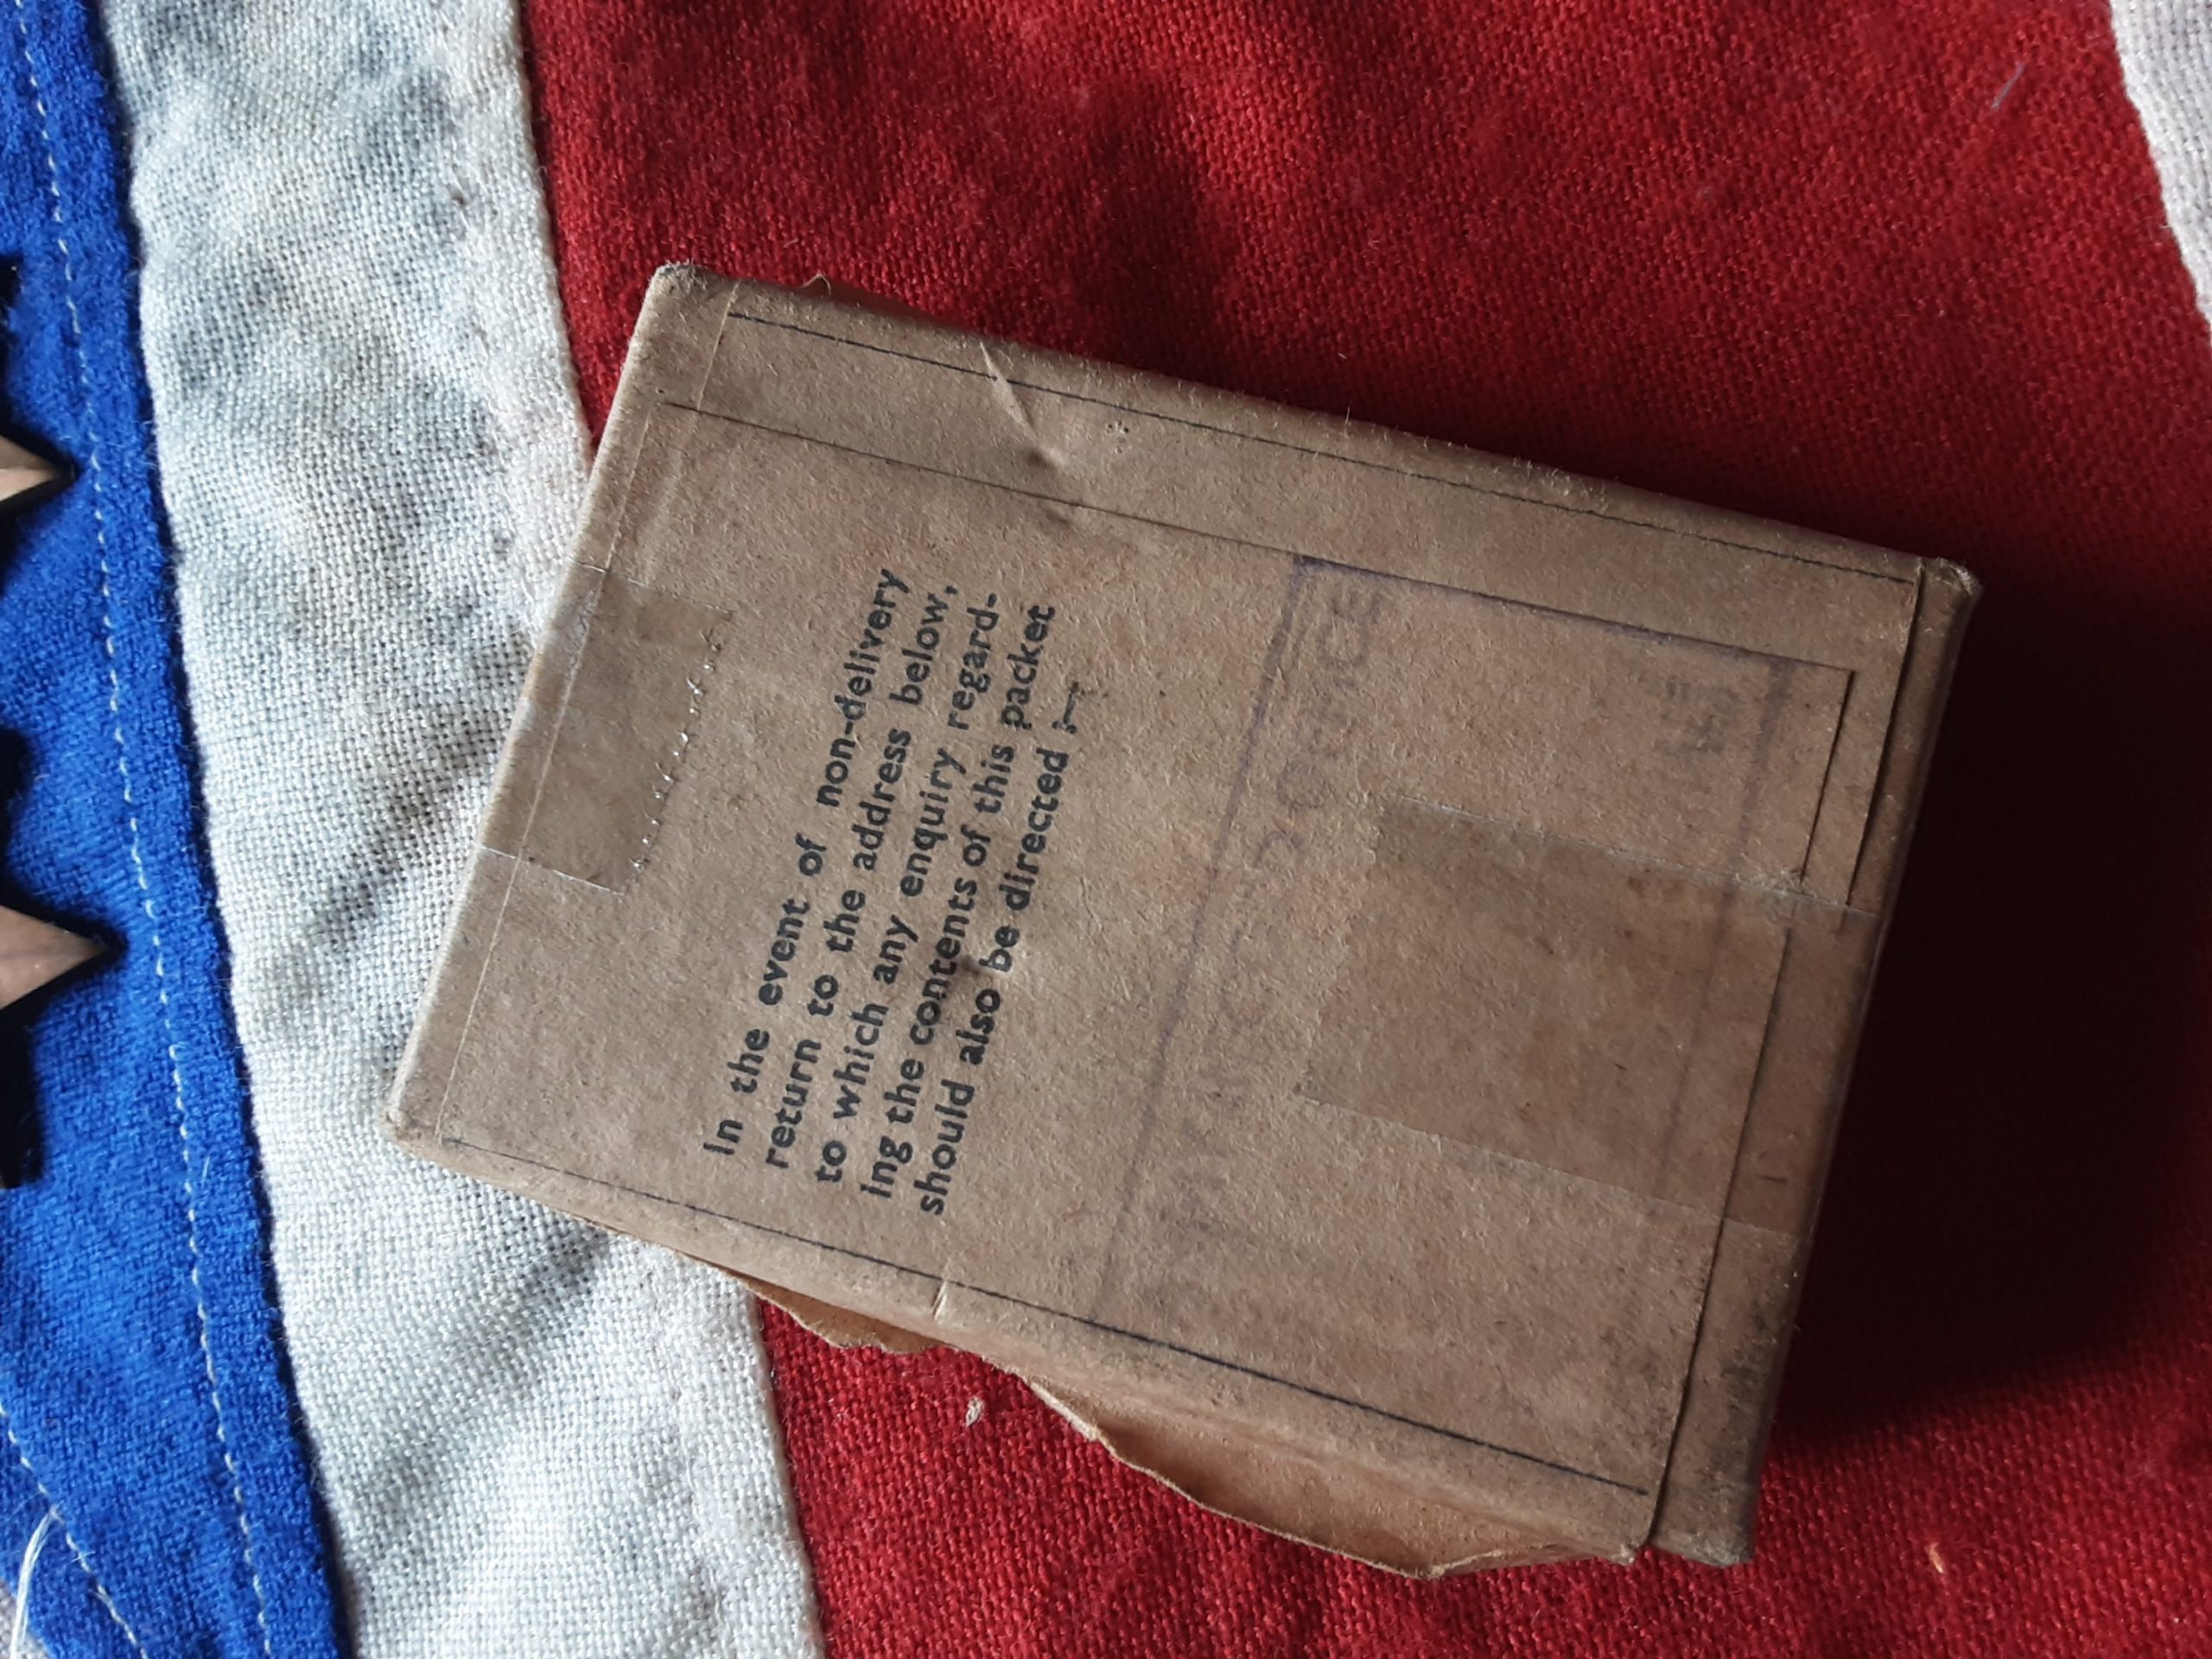 In the event of non-delivery
return to the address below,
to which any enquiry regard-
ing the contents of this packet
should also be directed :—
OFFICE